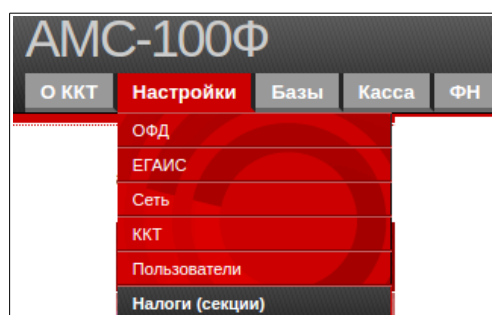 АМС-100Ф
О ККТ Настройки Базы Касса ФН
ОФД
ЕГАИС
Сеть
ККТ
Пользователи
Налоги (секции)